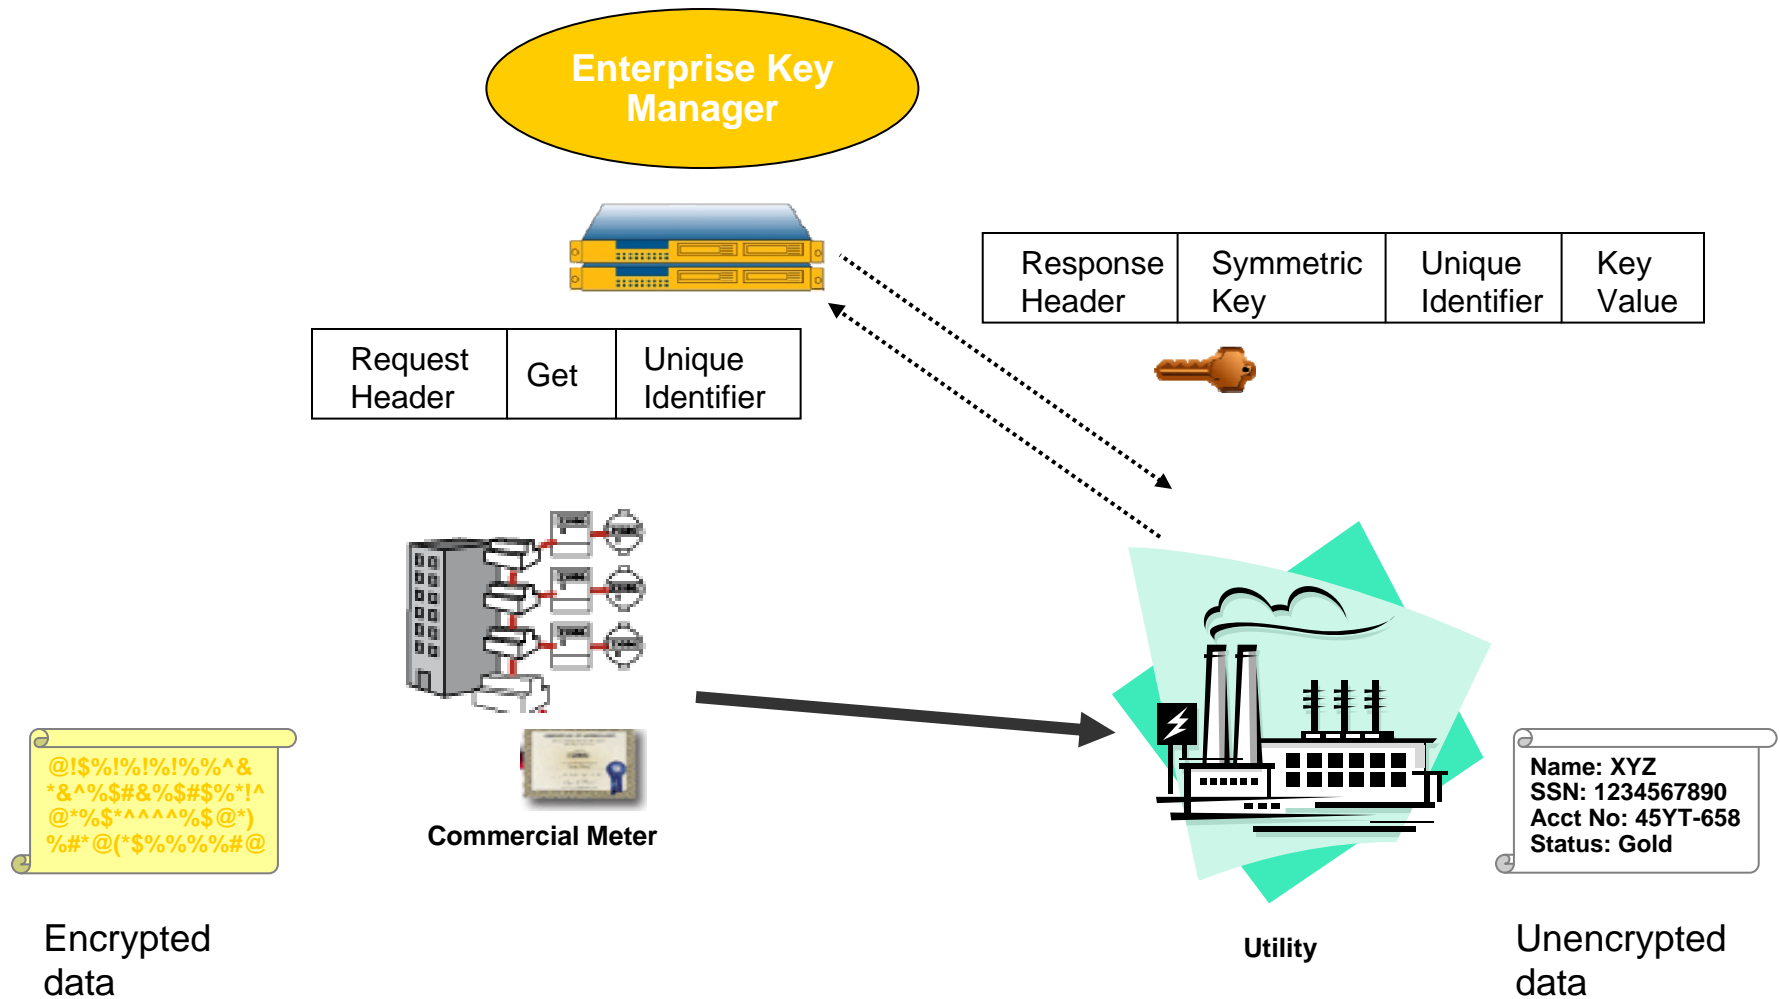 Enterprise Key
Manager
Response
Header
Symmetric
Key
Unique
Identifier
Key
Value
Request
Header
Get
Unique
Identifier
@!$%!%!%!%%^&
*&^%$#&%$#$%*!^
@*%$*^^^^%$@*)
%#*@(*$%%%%#@
Commercial Meter
Name: XYZ
SSN: 1234567890
Acct No: 45YT-658
Status: Gold
Encrypted
data
Utility
Unencrypted
data